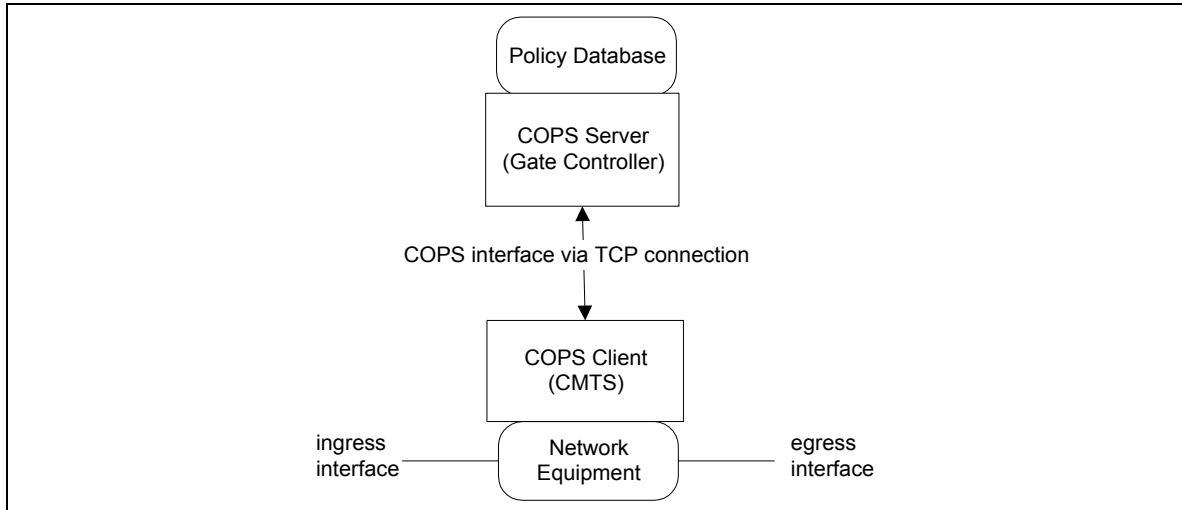 Policy Database
COPS Server
(Gate Controller)
COPS interface via TCP connection
COPS Client
(CMTS)
ingress
interface
Network
Equipment
egress
interface